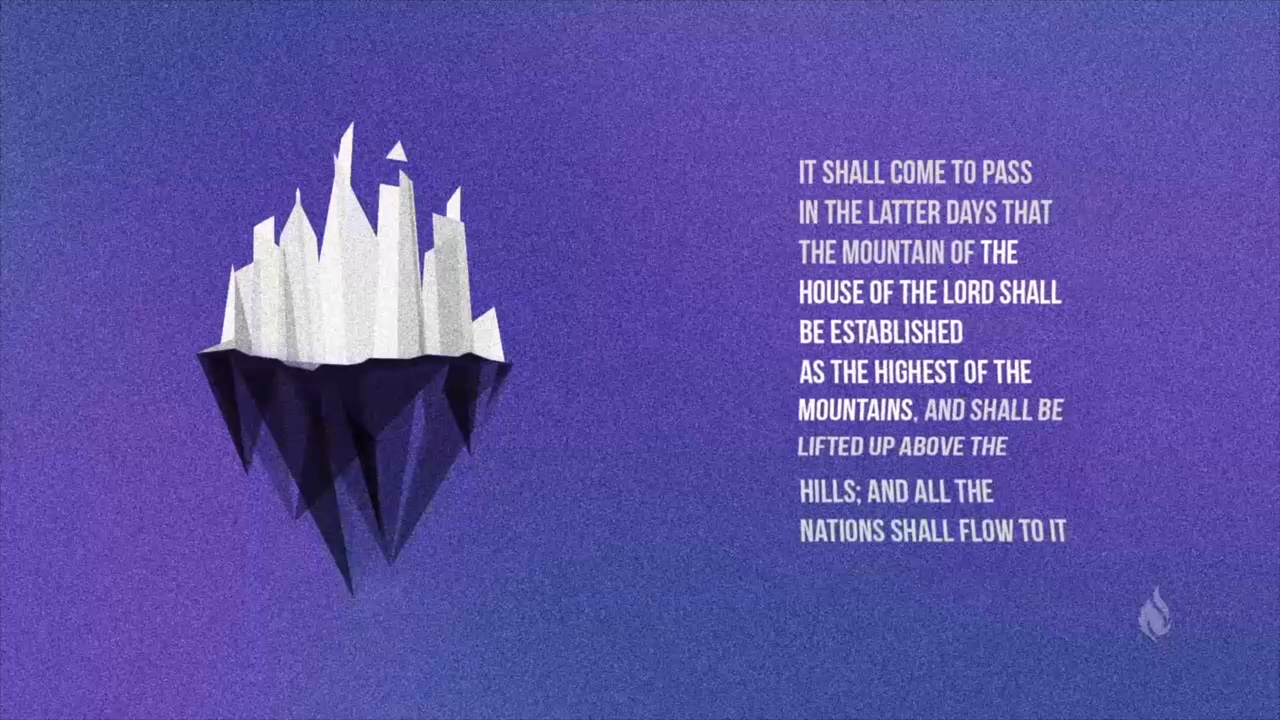 IT SHALL COME TO PASS
IN THE LATTER DAYS THAT
THE MOUNTAIN OF THE
HOUSE OF THE LORD SHALL
BE ESTABLISHED
AS THE HIGHEST OF THE
MOUNTAINS, AND SHALL BE
LIFTED UP ABOVE THE
HILLS; AND ALL THE
NATIONS SHALL FLOW TO IT